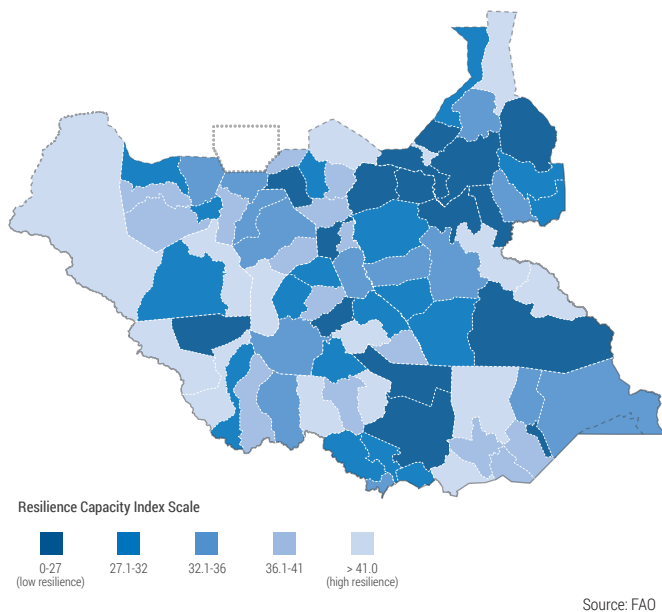 Resilience Capacity Index Scale
0-27
(low resilience)
27.1-32
32.1-36
36.1-41
> 41.0
(high resilience)
Source: FAO